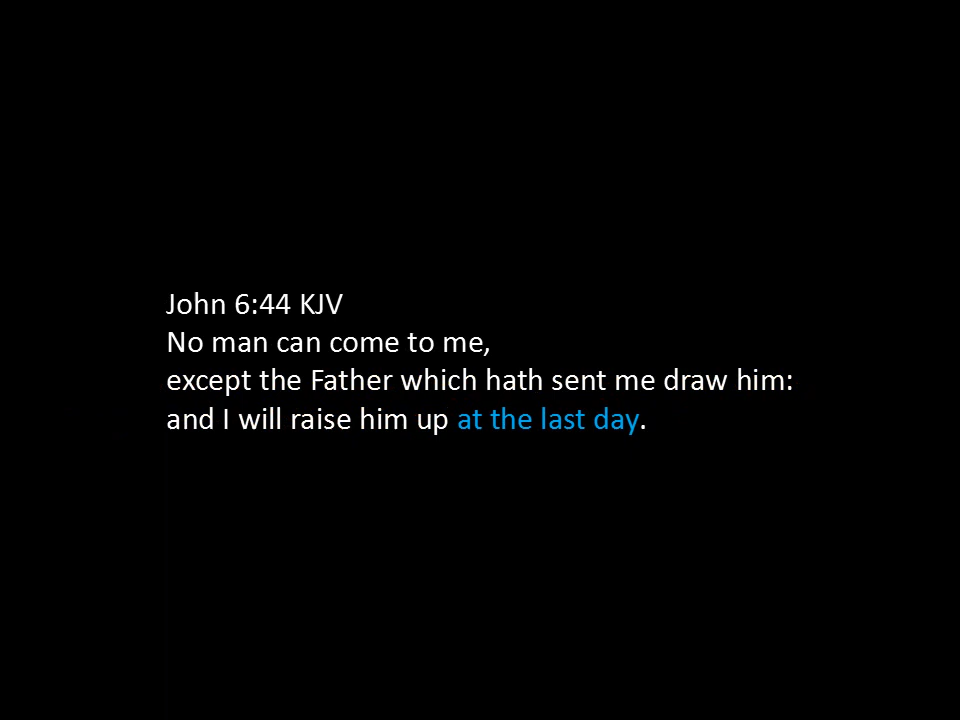 John 6:44 KJV
No man can come to me,
except the Father which hath sent me draw him:
and I will raise him up at the last day.